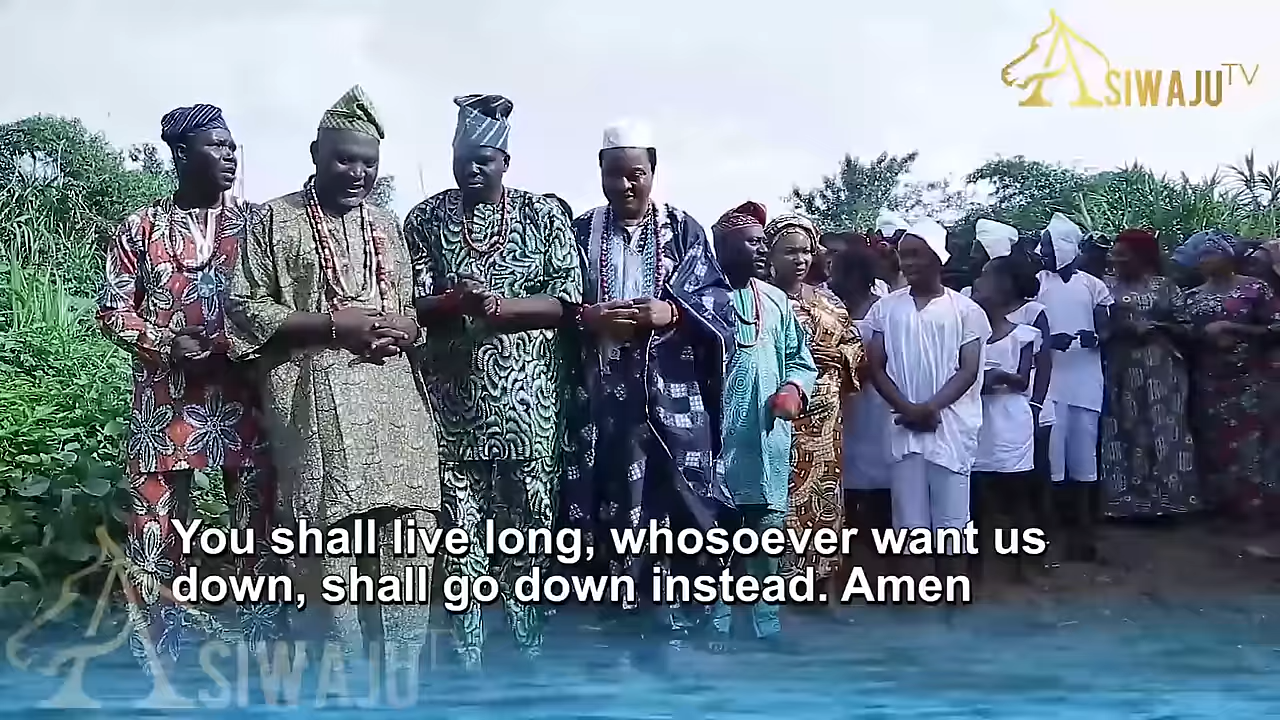 ASIWAJU TV
You shall live long, whosoever want us
down, shall go down instead. Amen
ASIWAJU T